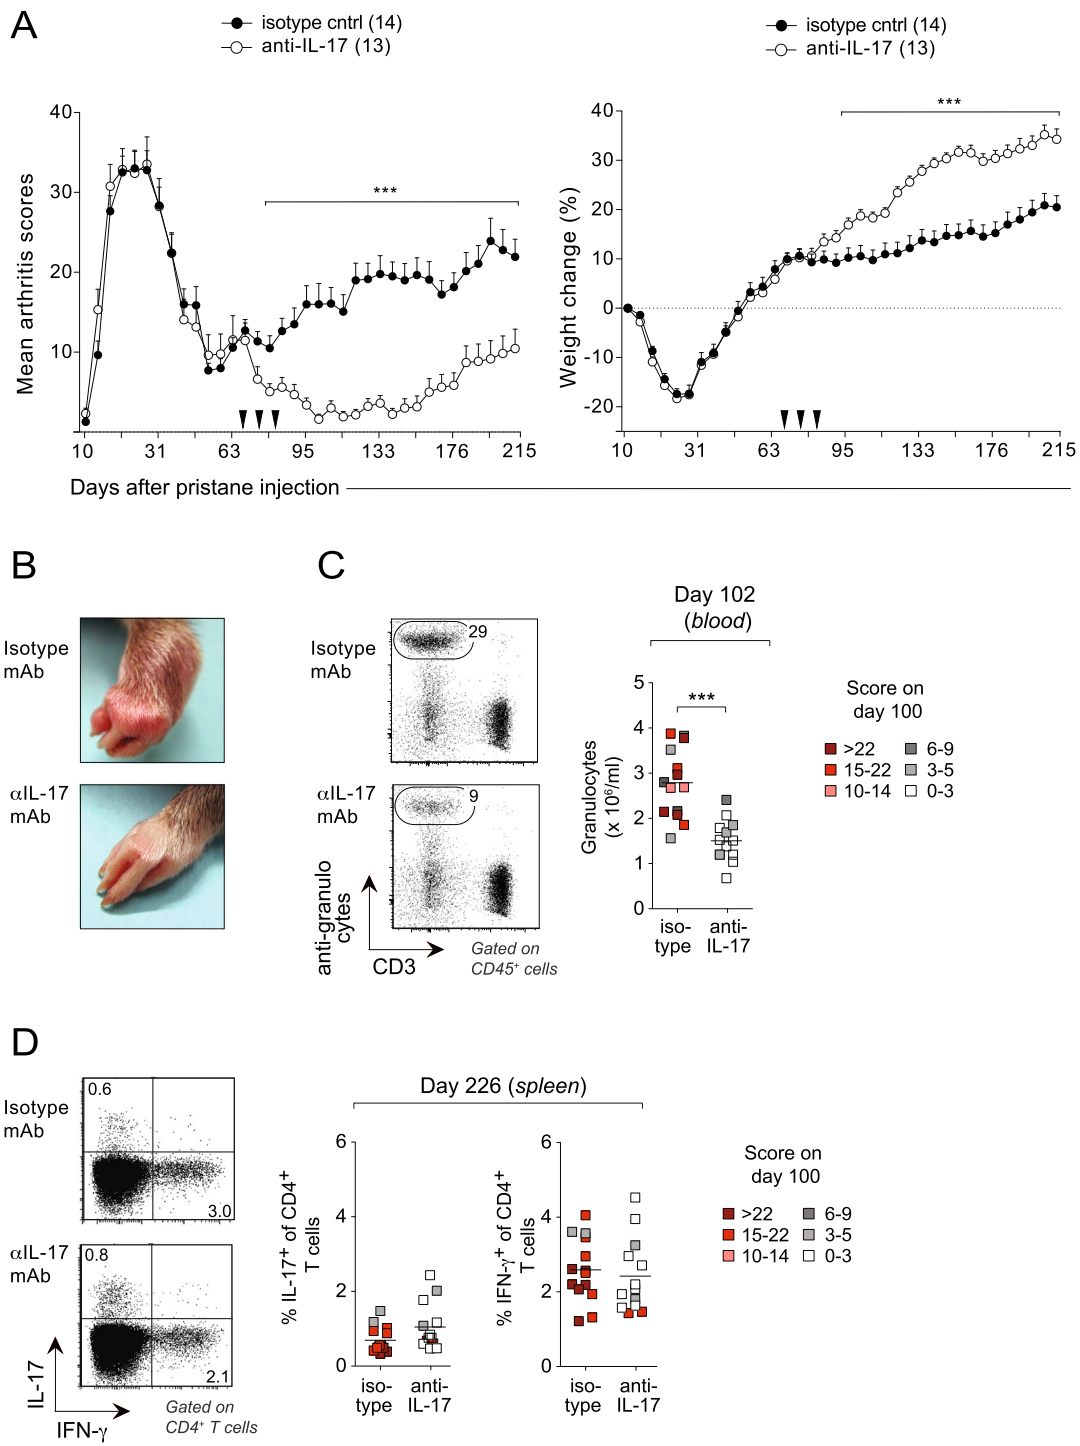 A
isotype cntrl (14)
anti-IL-17 (13)
isotype cntrl (14)
anti-IL-17 (13)
Mean arthritis scores
40
30
20
10
***
10 31 63 95 133 176 215
Weight change (%)
40
30
20
10
0
-10
-20
***
10 31 63 95 133 176 215
Days after pristane injection
B
Isotype
mAb
αIL-17
mAb
C
Isotype
mAb
29
αIL-17
mAb
9
anti-granulo
cytes
CD3
Gated on
CD45+ cells
Day 102
(blood)
Granulocytes
(x 10⁶/ml)
5
4
3
2
1
0
***
iso-
type
anti-
IL-17
Score on
day 100
>22 6-9
15-22 3-5
10-14 0-3
D
Isotype
mAb
0.6
3.0
αIL-17
mAb
0.8
2.1
IL-17
IFN-γ
Gated on
CD4+ T cells
Day 226 (spleen)
% IL-17+ of CD4+
T cells
6
4
2
0
iso-
type
anti-
IL-17
% IFN-γ+ of CD4+
T cells
6
4
2
0
iso-
type
anti-
IL-17
Score on
day 100
>22 6-9
15-22 3-5
10-14 0-3